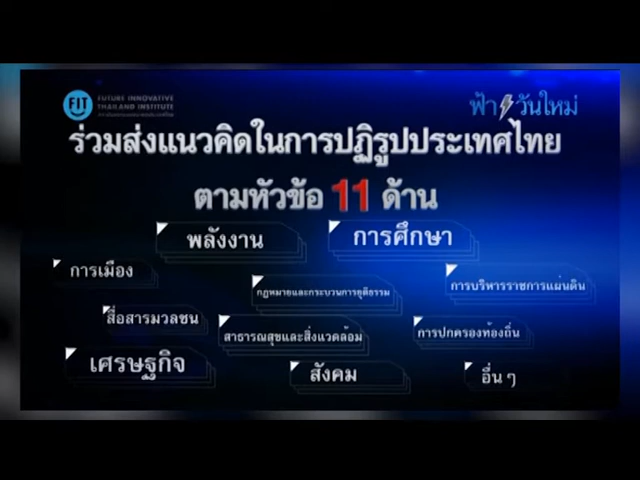 FIT
FUTURE INNOVATIVE
THAILAND INSTITUTE
ฟ้าวันใหม่
ร่วมส่งแนวคิดในการปฏิรูปประเทศไทย
ตามหัวข้อ 11 ด้าน
พลังงาน
การศึกษา
การเมือง
กฎหมายและกระบวนการยุติธรรม
การบริหารราชการแผ่นดิน
สื่อสารมวลชน
สาธารณสุขและสิ่งแวดล้อม
การปกครองท้องถิ่น
เศรษฐกิจ
สังคม
อื่น ๆ